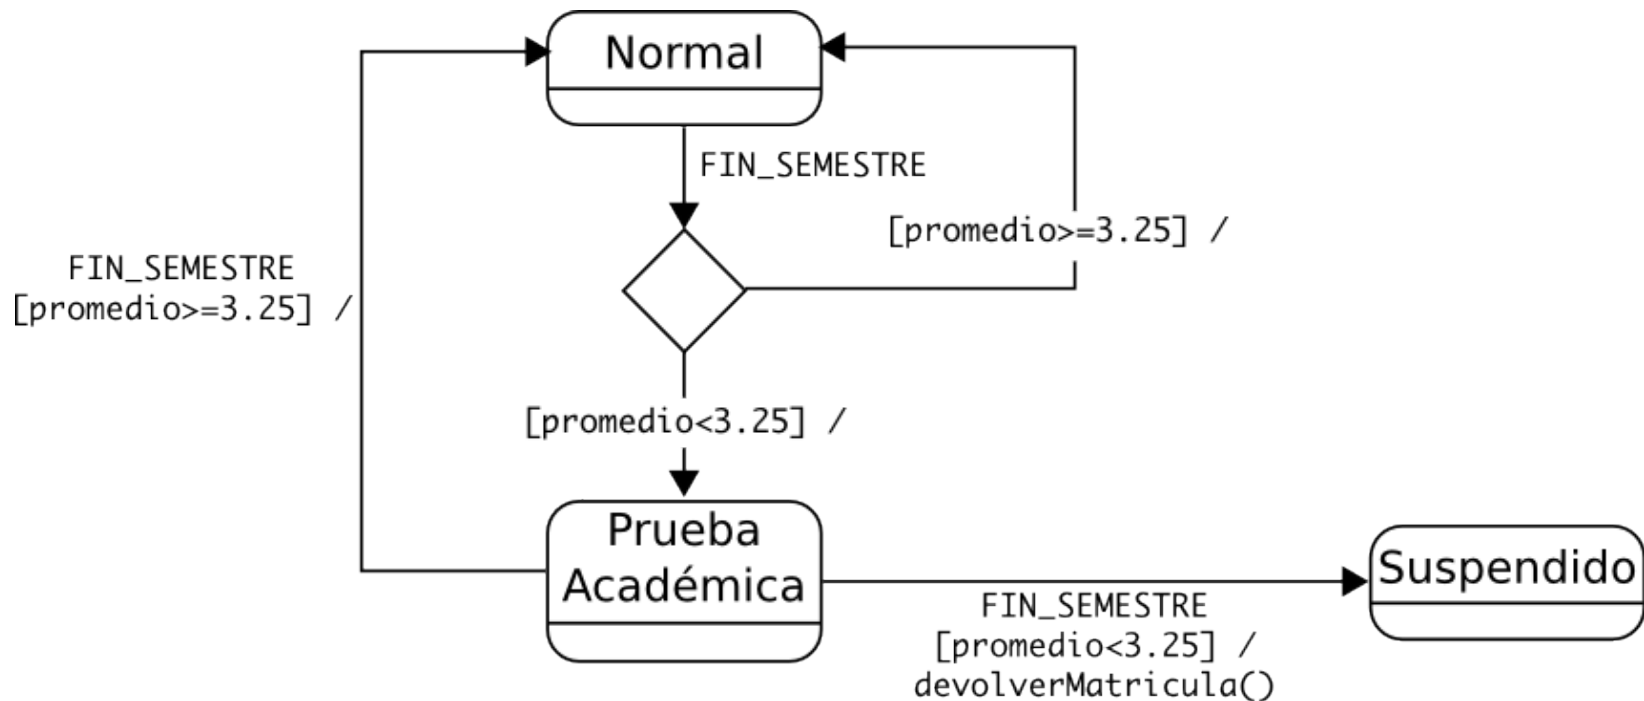 Normal
FIN_SEMESTRE
[promedio>=3.25] /
FIN_SEMESTRE
[promedio>=3.25] /
[promedio<3.25] /
Prueba
Académica
Suspendido
FIN_SEMESTRE
[promedio<3.25] /
devolverMatricula()